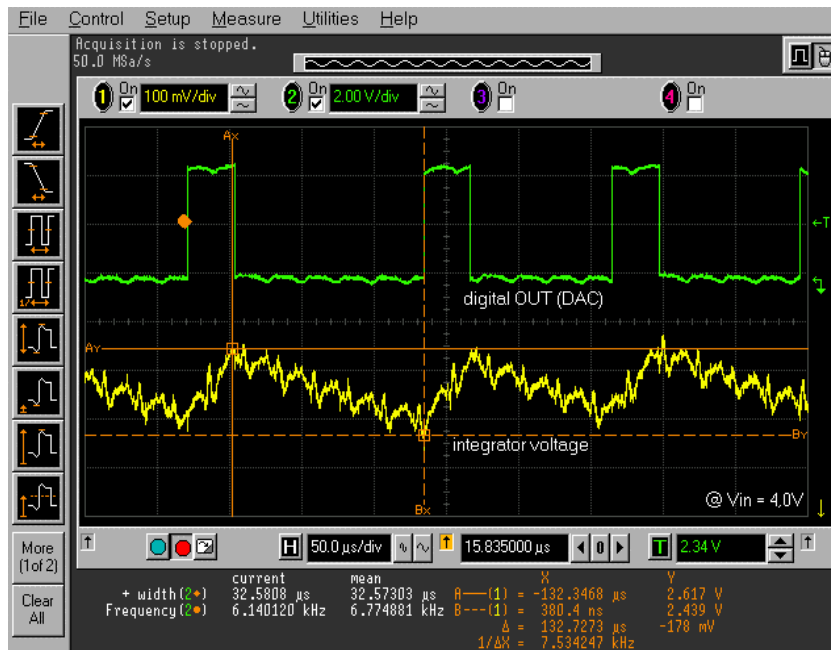 File Control Setup Measure Utilities Help
Acquisition is stopped.
50.0 MSa/s
1 On 100 mV/div 2 On 2.00 V/div 3 On 4 On
Ax
T
digital OUT (DAC)
Ay
integrator voltage
By
@ Vin = 4,0V
Bx
More
(1of 2)
Clear
All
H 50.0 µs/div 15.835000 µs 0 T 2.34 V
current mean X Y
+ width(2) 32.5808 µs 32.57303 µs A---(1) = -132.3468 µs 2.617 V
Frequency(2) 6.140120 kHz 6.774881 kHz B---(1) = 380.4 ns 2.439 V
Δ = 132.7273 µs -178 mV
1/ΔX = 7.534247 kHz